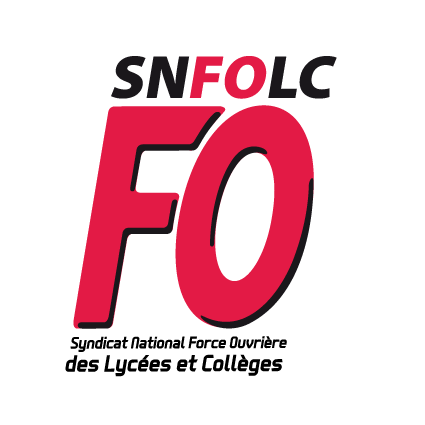 SNFOLC
FO
Syndicat National Force Ouvrière
des Lycées et Collèges